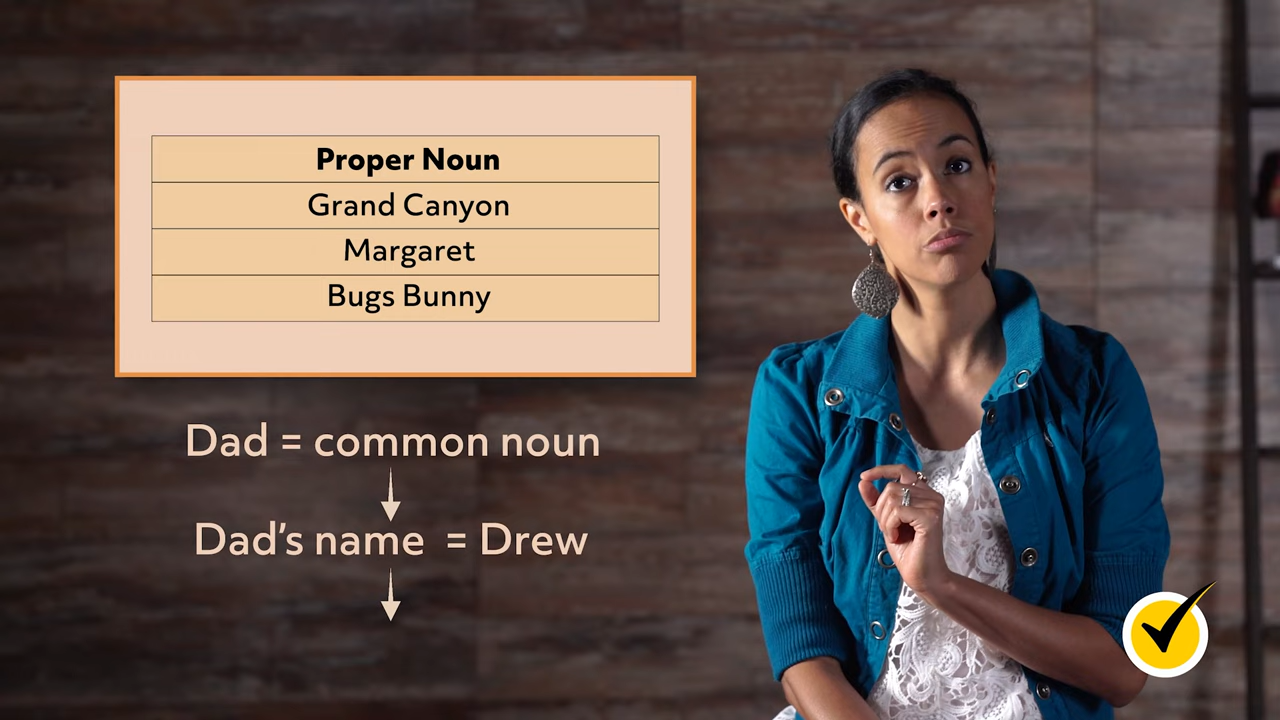 Proper Noun
Grand Canyon
Margaret
Bugs Bunny
Dad = common noun
Dad's name = Drew